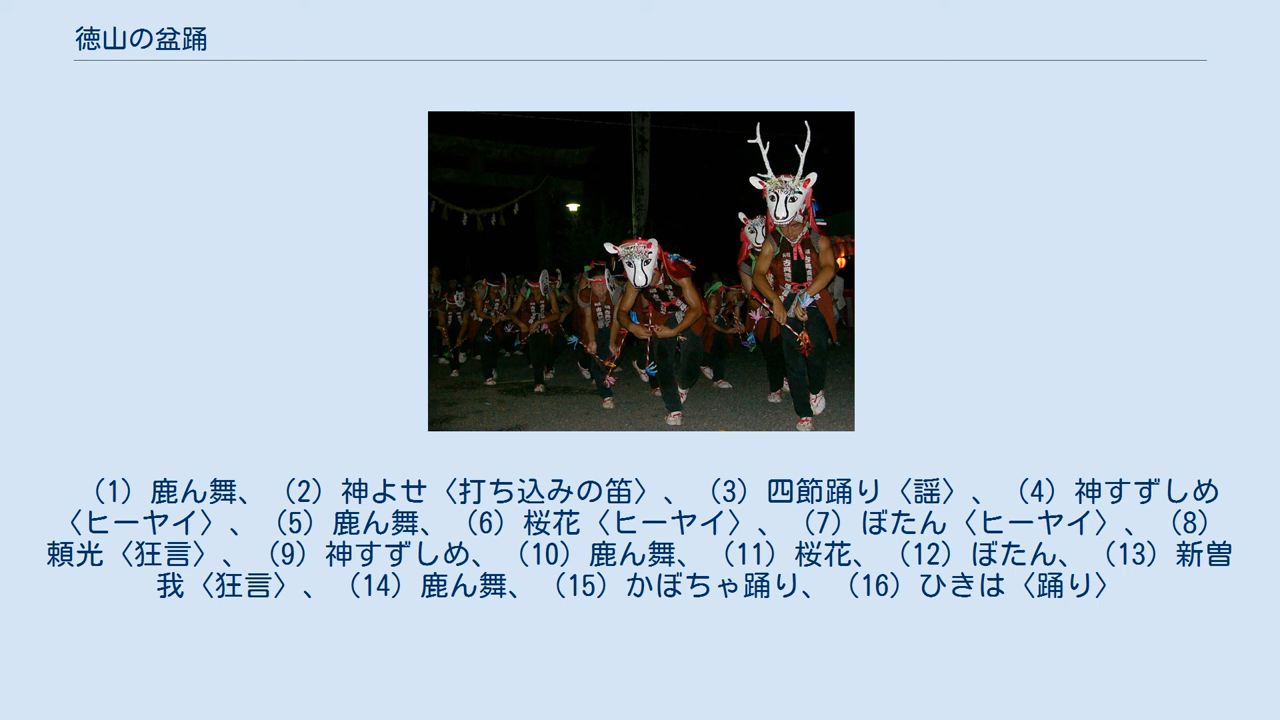 徳山の盆踊
（1）鹿ん舞、（2）神よせ〈打ち込みの笛〉、（3）四節踊り〈謡〉、（4）神すずしめ
〈ヒーヤイ〉、（5）鹿ん舞、（6）桜花〈ヒーヤイ〉、（7）ぼたん〈ヒーヤイ〉、（8）
頼光〈狂言〉、（9）神すずしめ、（10）鹿ん舞、（11）桜花、（12）ぼたん、（13）新曽
我〈狂言〉、（14）鹿ん舞、（15）かぼちゃ踊り、（16）ひきは〈踊り〉